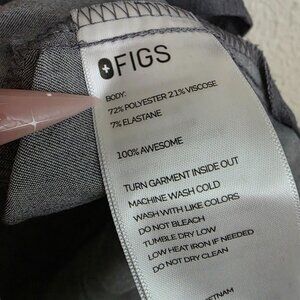 FIGS
BODY:
72% POLYESTER 21% VISCOSE
7% ELASTANE
100% AWESOME
TURN GARMENT INSIDE OUT
MACHINE WASH COLD
WASH WITH LIKE COLORS
DO NOT BLEACH
TUMBLE DRY LOW
LOW HEAT IRON IF NEEDED
DO NOT DRY CLEAN